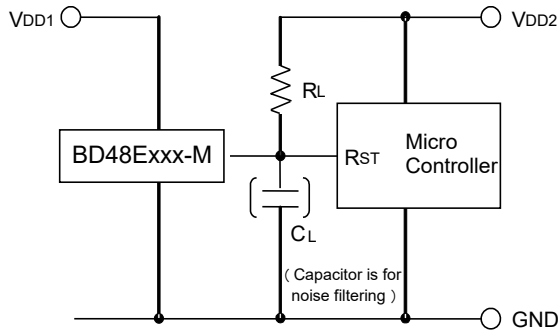 VDD1
VDD2
RL
BD48Exxx-M
RST
Micro
Controller
CL
( Capacitor is for
noise filtering )
GND